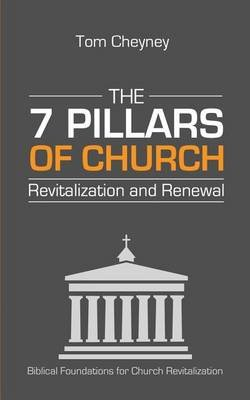 Tom Cheyney
THE
7 PILLARS
OF CHURCH
Revitalization and Renewal
Biblical Foundations for Church Revitalization